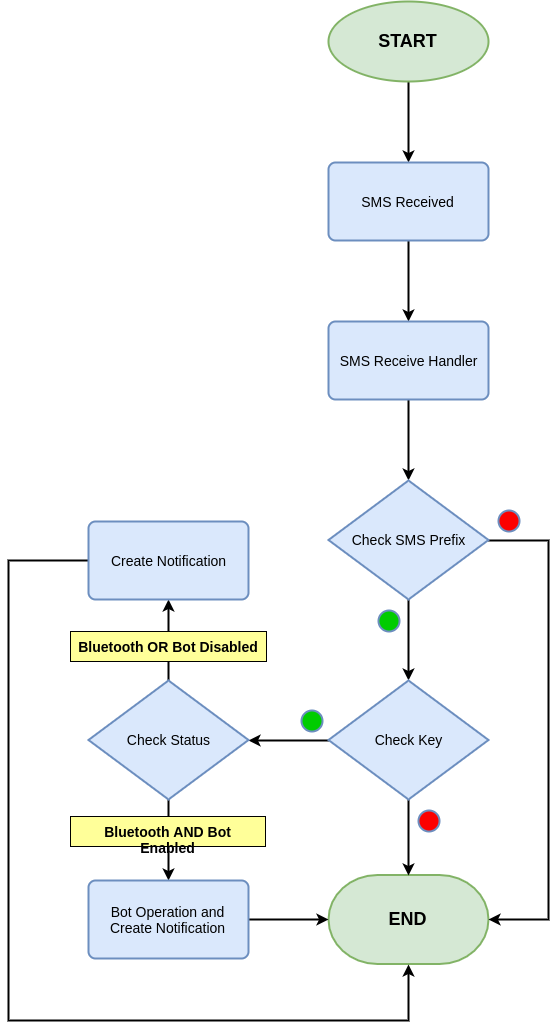 START
SMS Received
SMS Receive Handler
Check SMS Prefix
Create Notification
Bluetooth OR Bot Disabled
Check Status
Check Key
Bluetooth AND Bot
Enabled
Bot Operation and
Create Notification
END